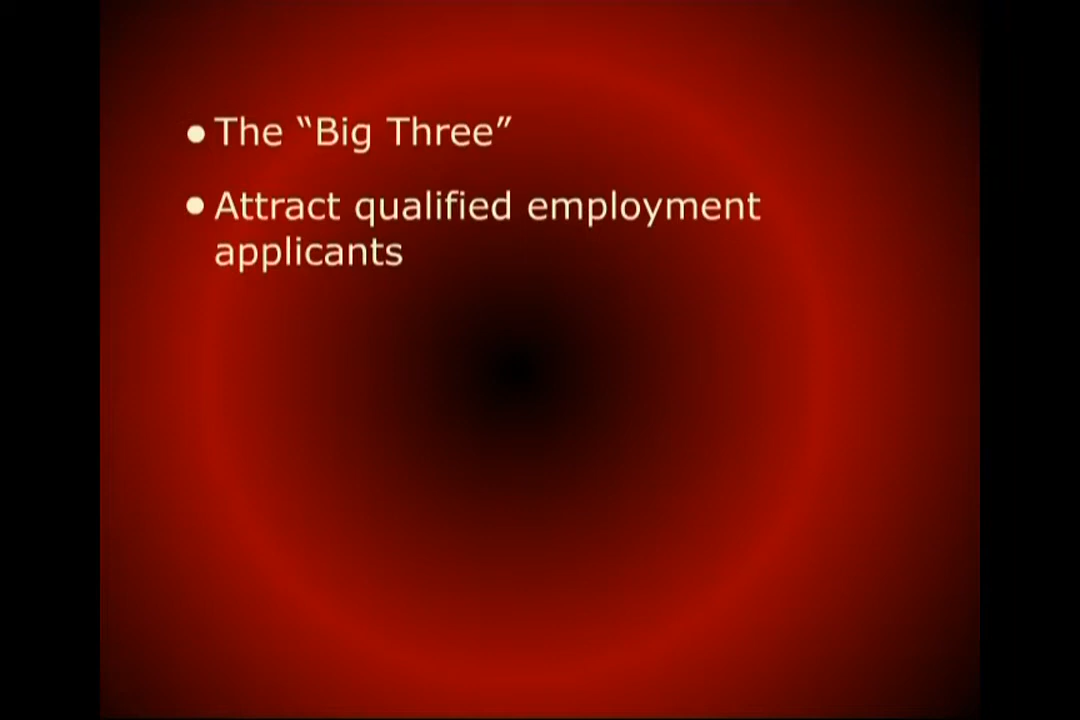 • The “Big Three”
• Attract qualified employment
applicants